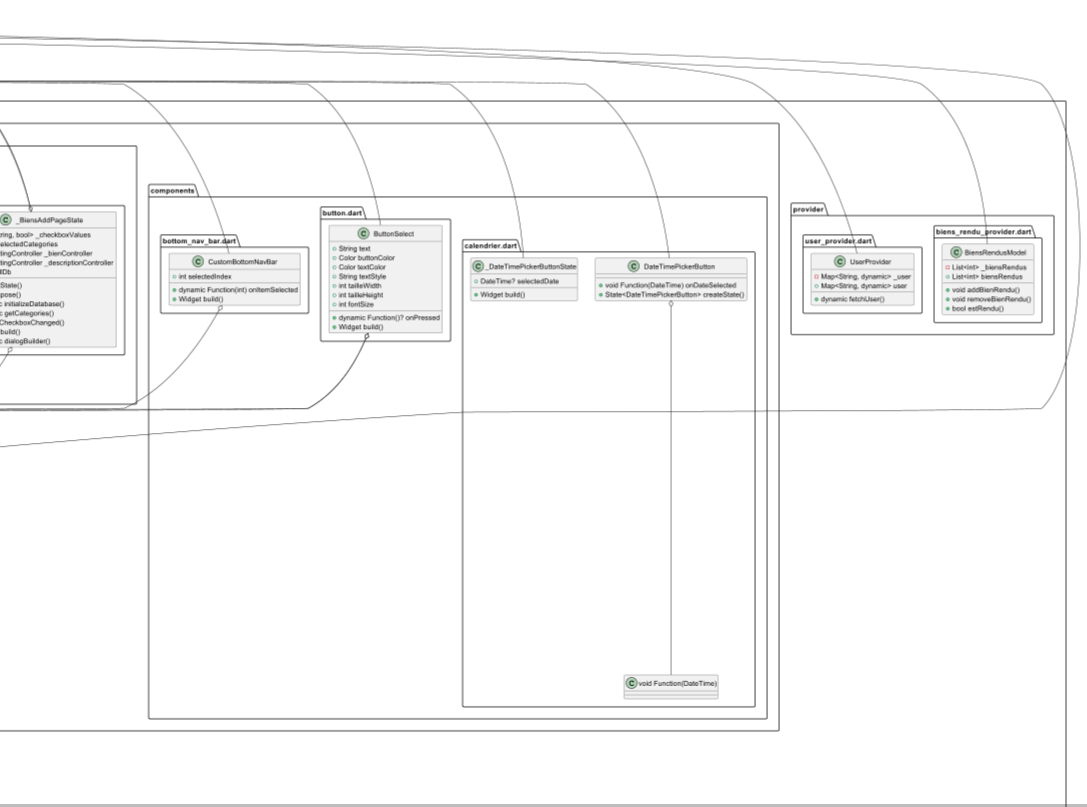 C _BiensAddPageState
tring, bool> _checkboxValues
electedCategories
tingController _bienController
tingController _descriptionController
lDb
State()
pose()
c initializeDatabase()
c getCategories()
CheckboxChanged()
build()
c dialogBuilder()
components
bottom_nav_bar.dart
C CustomBottomNavBar
int selectedIndex
dynamic Function(int) onItemSelected
Widget build()
button.dart
C ButtonSelect
String text
Color buttonColor
Color textColor
String textStyle
int tailleWidth
int tailleHeight
int fontSize
dynamic Function()? onPressed
Widget build()
calendrier.dart
C _DateTimePickerButtonState
DateTime? selectedDate
Widget build()
C DateTimePickerButton
void Function(DateTime) onDateSelected
State<DateTimePickerButton> createState()
C void Function(DateTime)
provider
user_provider.dart
C UserProvider
Map<String, dynamic> _user
Map<String, dynamic> user
dynamic fetchUser()
biens_rendu_provider.dart
C BiensRendusModel
List<int> _biensRendus
List<int> biensRendus
void addBienRendu()
void removeBienRendu()
bool estRendu()